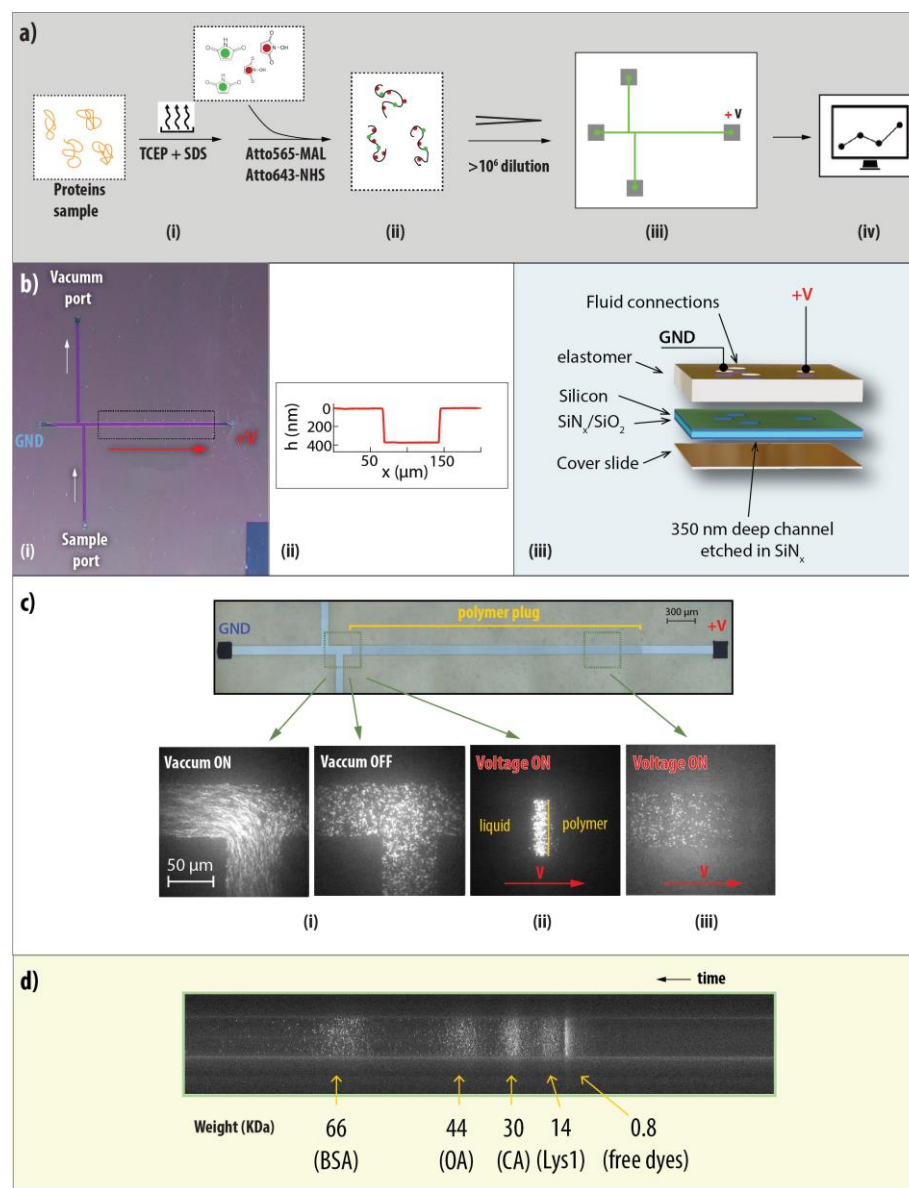 a)
Proteins
sample
TCEP + SDS
(i)
Atto565-MAL
Atto643-NHS
(ii)
>10⁶ dilution
+ V
(iii)
(iv)
b)
Vacumm
port
GND
+V
Sample
port
(i)
h (nm)
0
200
400
50
150
x (µm)
(ii)
Fluid connections
+V
GND
elastomer
Silicon
SiNₓ/SiO₂
Cover slide
350 nm deep channel
etched in SiNₓ
(iii)
c)
polymer plug
300 µm
GND
+V
Vaccum ON
50 µm
Vaccum OFF
(i)
Voltage ON
liquid
polymer
V
(ii)
Voltage ON
V
(iii)
d)
time
Weight (KDa)
66 44 30 14 0.8
(BSA) (OA) (CA) (Lys1) (free dyes)